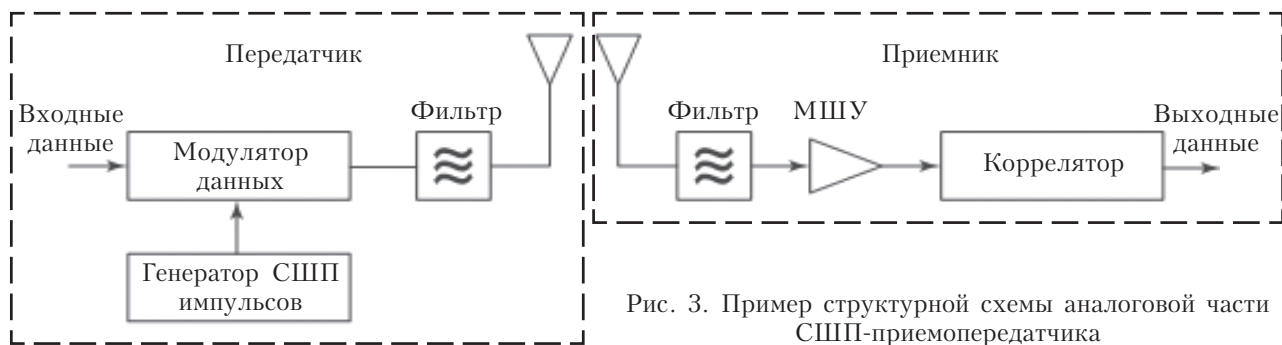 Передатчик
Входные
данные
Модулятор
данных
Фильтр
Генератор СШП
импульсов
Приемник
Фильтр
МШУ
Коррелятор
Выходные
данные
Рис. 3. Пример структурной схемы аналоговой части
СШП-приемопередатчика